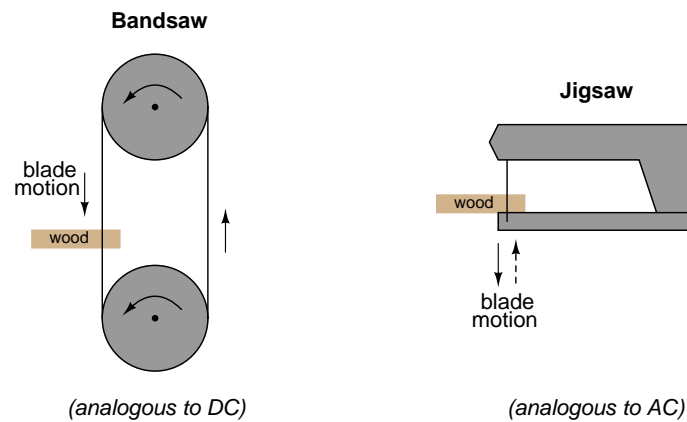 Bandsaw
blade
motion
wood
(analogous to DC)
Jigsaw
wood
blade
motion
(analogous to AC)